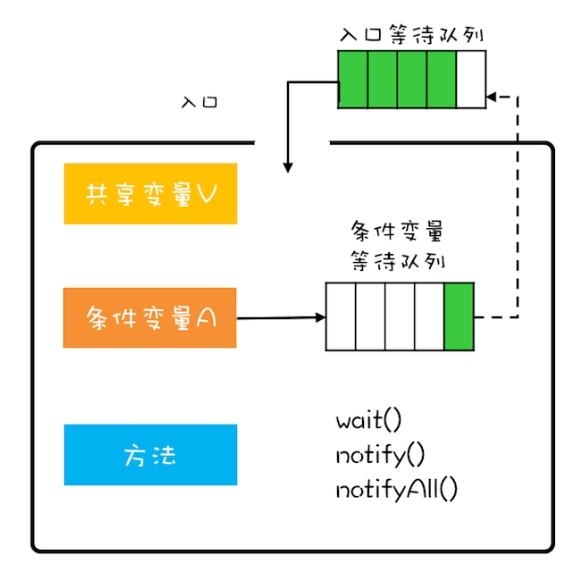 入口等待队列
入口
共享变量V
条件变量
等待队列
条件变量A
方法
wait()
notify()
notifyAll()